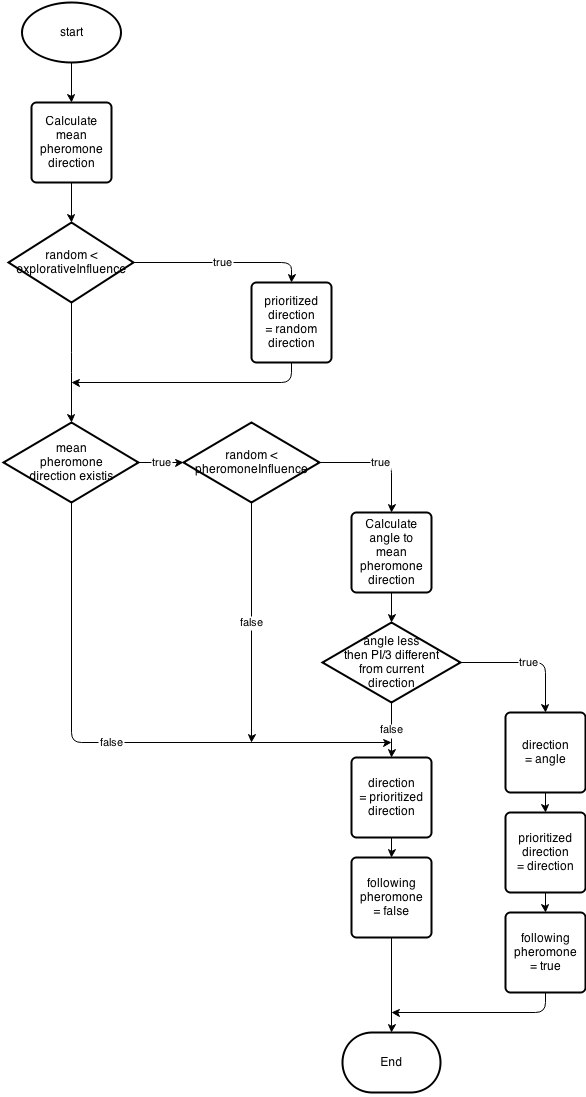 start
Calculate
mean
pheromone
direction
random <
explorativeInfluence
true
prioritized
direction
= random
direction
mean
pheromone
direction existis
true
random <
pheromoneInfluence
true
Calculate
angle to
mean
pheromone
direction
false
angle less
then PI/3 different
from current
direction
true
false
false
direction
= angle
direction
= prioritized
direction
prioritized
direction
= direction
following
pheromone
= false
following
pheromone
= true
End